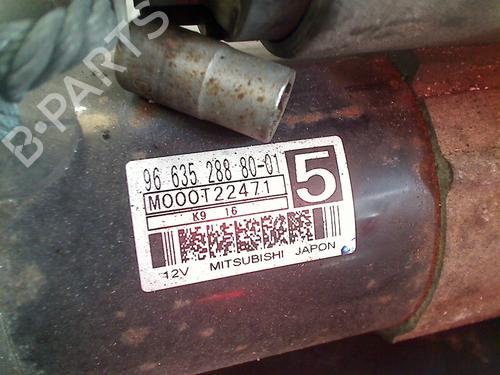 B-PARTS
96 635 288 80-01
M000T22471
5
K9 16
12V MITSUBISHI JAPON